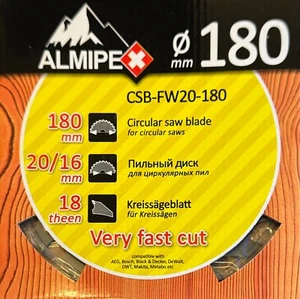 ALMIPEX
Ø
mm
180
CSB-FW20-180
180
mm
Circular saw blade
for circular saws
20/16
mm
Пильный диск
для циркулярных пил
18
theen
Kreissägeblatt
für Kreissägen
Very fast cut
compatible with
AEG, Bosch, Black & Decker, DeWalt,
DWT, Makita, Metabo etc